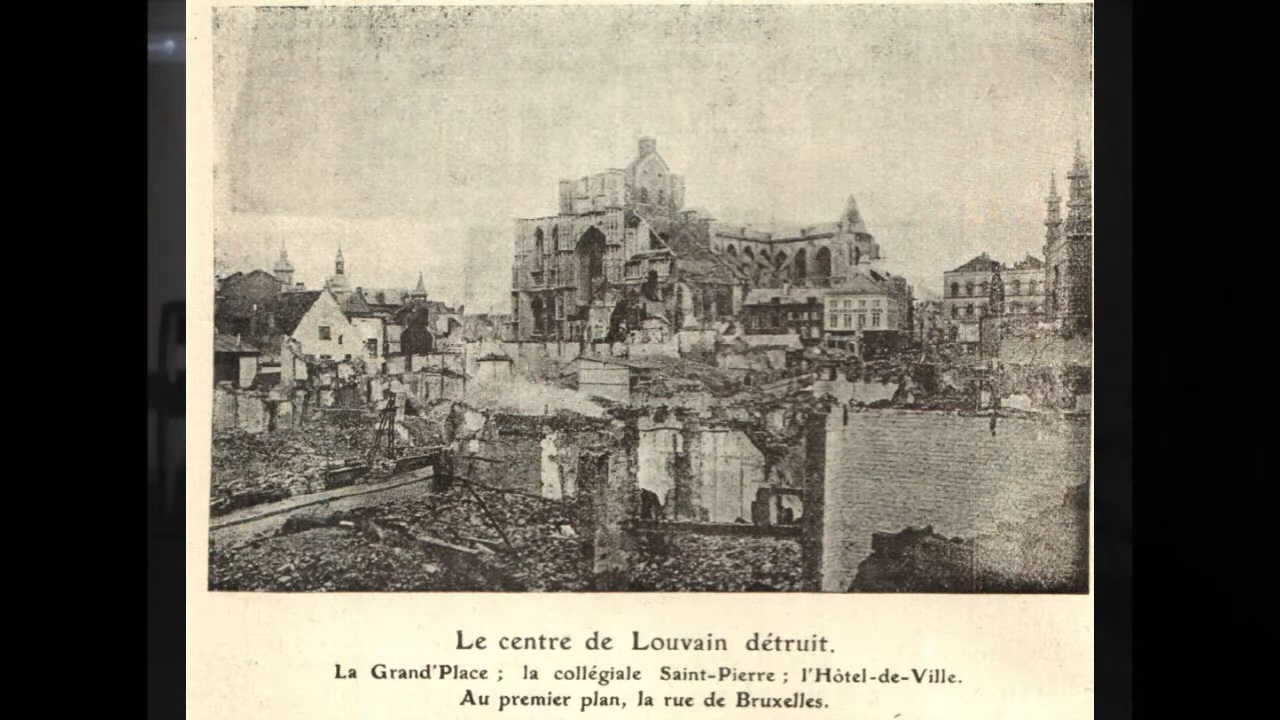 Le centre de Louvain détruit.
La Grand'Place ; la collégiale Saint-Pierre ; l'Hôtel-de-Ville.
Au premier plan, la rue de Bruxelles.